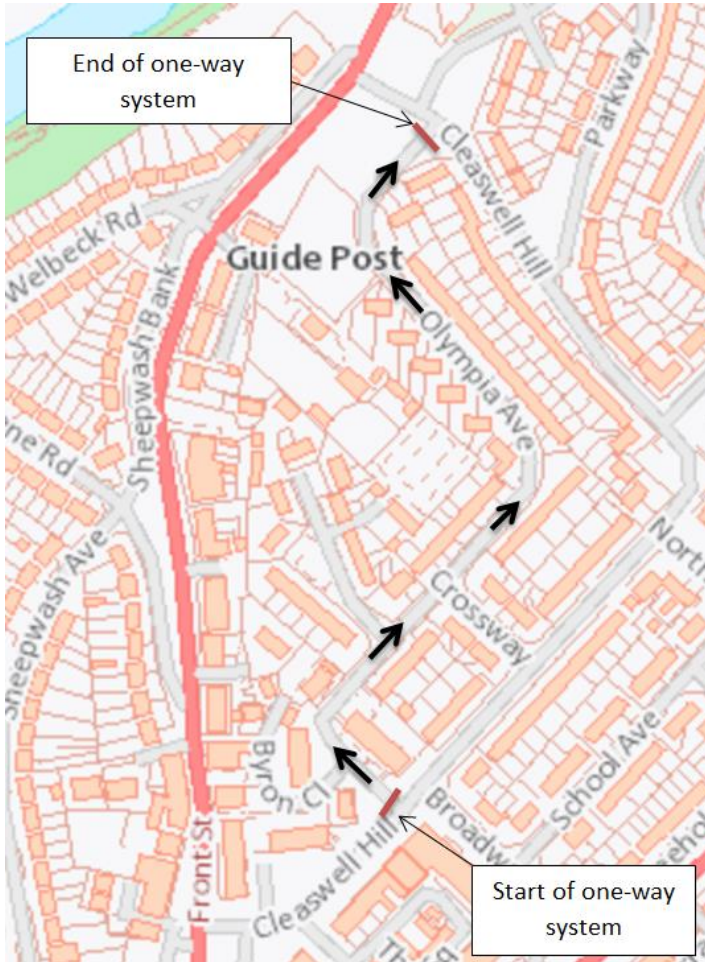 End of one-way
system
Parkway
Cleaswell Hill
Welbeck Rd
Guide Post
Sheepwash Bank
Olympia Ave
ne Rd
Sheepwash Ave
North
Crossway
Byron Cl
School Ave
Broadw
Front St
Cleaswell Hill
Start of one-way
system